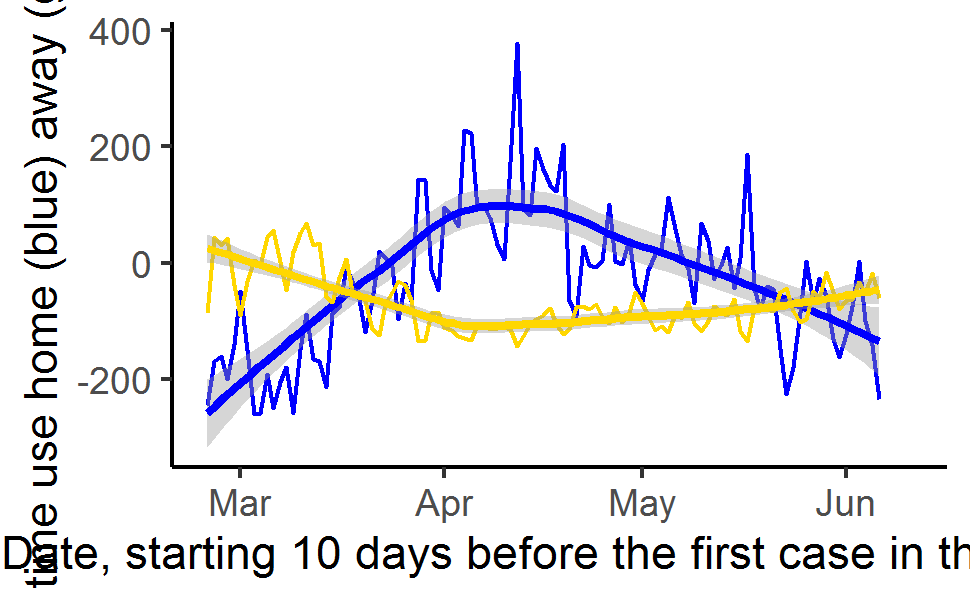 time use home (blue) away (g
400
200
0
-200
Mar Apr May Jun
Date, starting 10 days before the first case in th